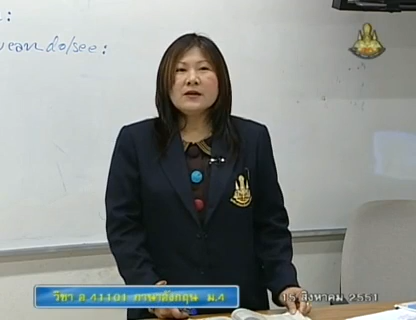 you can do/see:
วิชา อ.41101 ภาษาอังกฤษ ม.4
15 สิงหาคม 2551